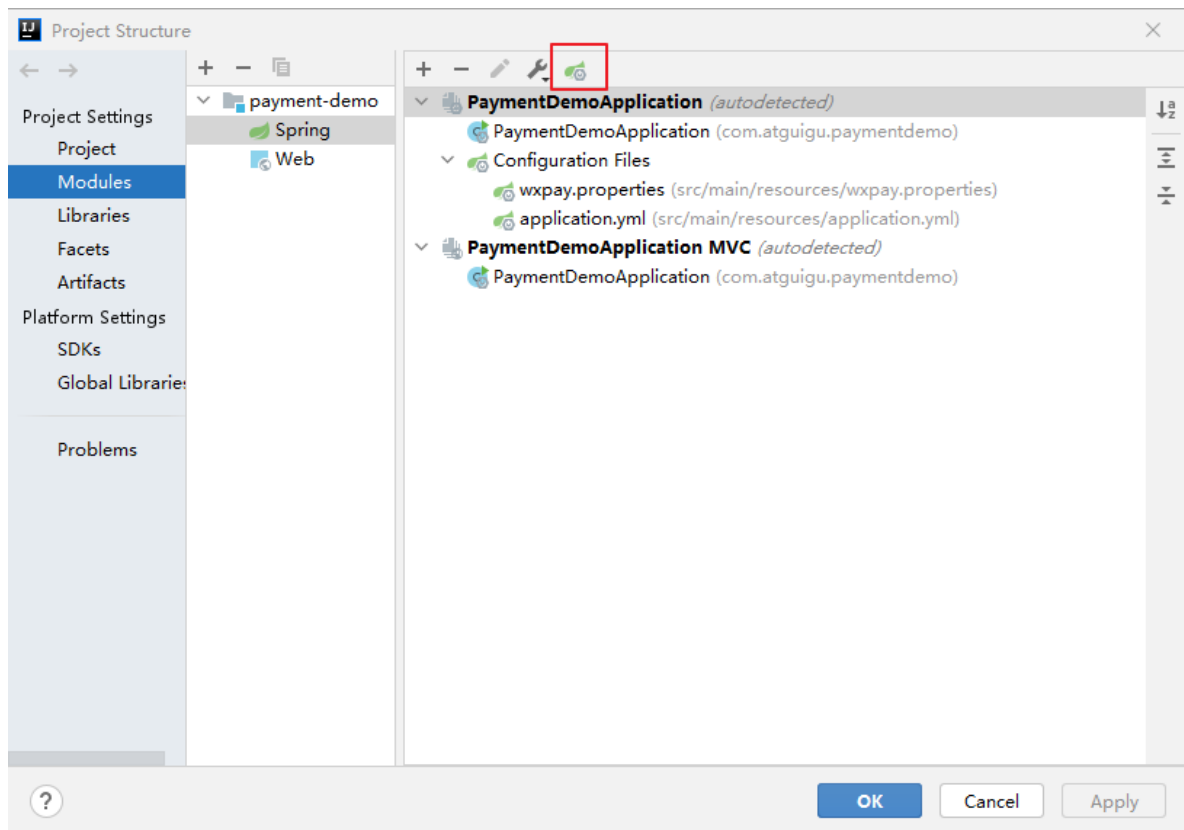 Project Structure
Project Settings
Project
Modules
Libraries
Facets
Artifacts
Platform Settings
SDKs
Global Libraries
Problems
payment-demo
Spring
Web
PaymentDemoApplication (autodetected)
PaymentDemoApplication (com.atguigu.paymentdemo)
Configuration Files
wxpay.properties (src/main/resources/wxpay.properties)
application.yml (src/main/resources/application.yml)
PaymentDemoApplication MVC (autodetected)
PaymentDemoApplication (com.atguigu.paymentdemo)
?
OK
Cancel
Apply